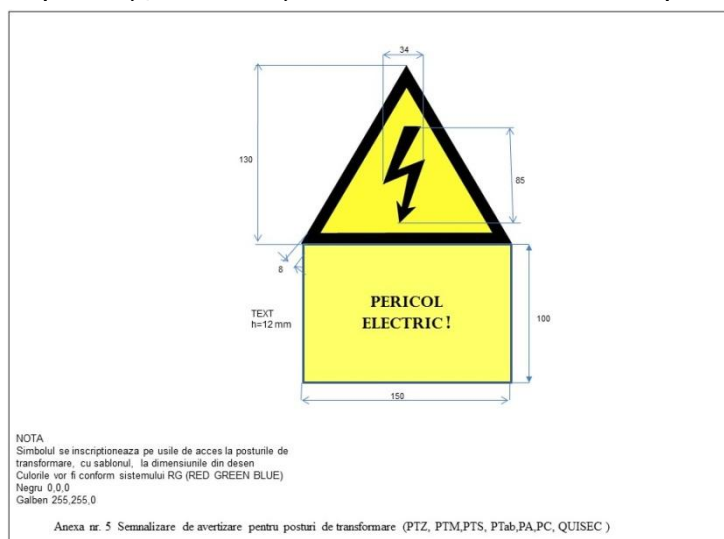 34
130
85
8
PERICOL
ELECTRIC!
TEXT
h=12 mm
100
150
NOTA
Simbolul se inscriptioneaza pe usile de acces la posturile de
transformare, cu sablonul, la dimensiunile din desen
Culorile vor fi conform sistemului RG (RED GREEN BLUE)
Negru 0,0,0
Galben 255,255,0
Anexa nr. 5 Semnalizare de avertizare pentru posturi de transformare (PTZ, PTM,PTS, PTab,PA,PC, QUISEC )